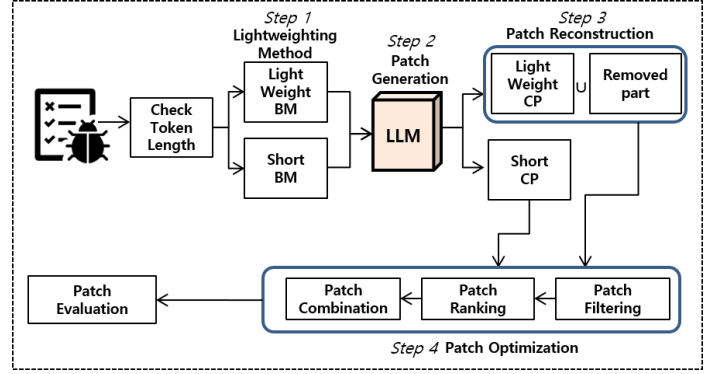 Step 1
Lightweighting
Method
Step 2
Patch
Generation
Step 3
Patch Reconstruction
Check
Token
Length
Light
Weight
BM
Short
BM
LLM
Light
Weight
CP
∪
Removed
part
Short
CP
Patch
Evaluation
Patch
Combination
Patch
Ranking
Patch
Filtering
Step 4 Patch Optimization